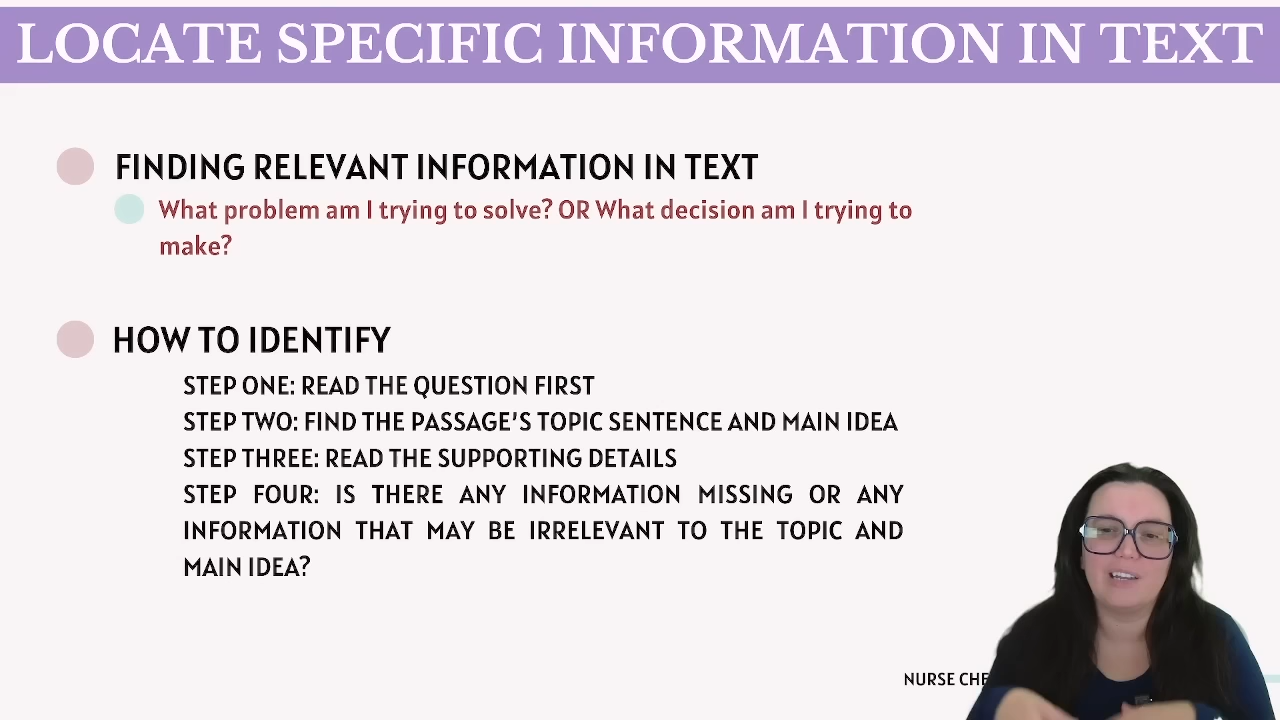 LOCATE SPECIFIC INFORMATION IN TEXT
FINDING RELEVANT INFORMATION IN TEXT
What problem am I trying to solve? OR What decision am I trying to
make?
HOW TO IDENTIFY
STEP ONE: READ THE QUESTION FIRST
STEP TWO: FIND THE PASSAGE'S TOPIC SENTENCE AND MAIN IDEA
STEP THREE: READ THE SUPPORTING DETAILS
STEP FOUR: IS THERE ANY INFORMATION MISSING OR ANY
INFORMATION THAT MAY BE IRRELEVANT TO THE TOPIC AND
MAIN IDEA?
NURSE